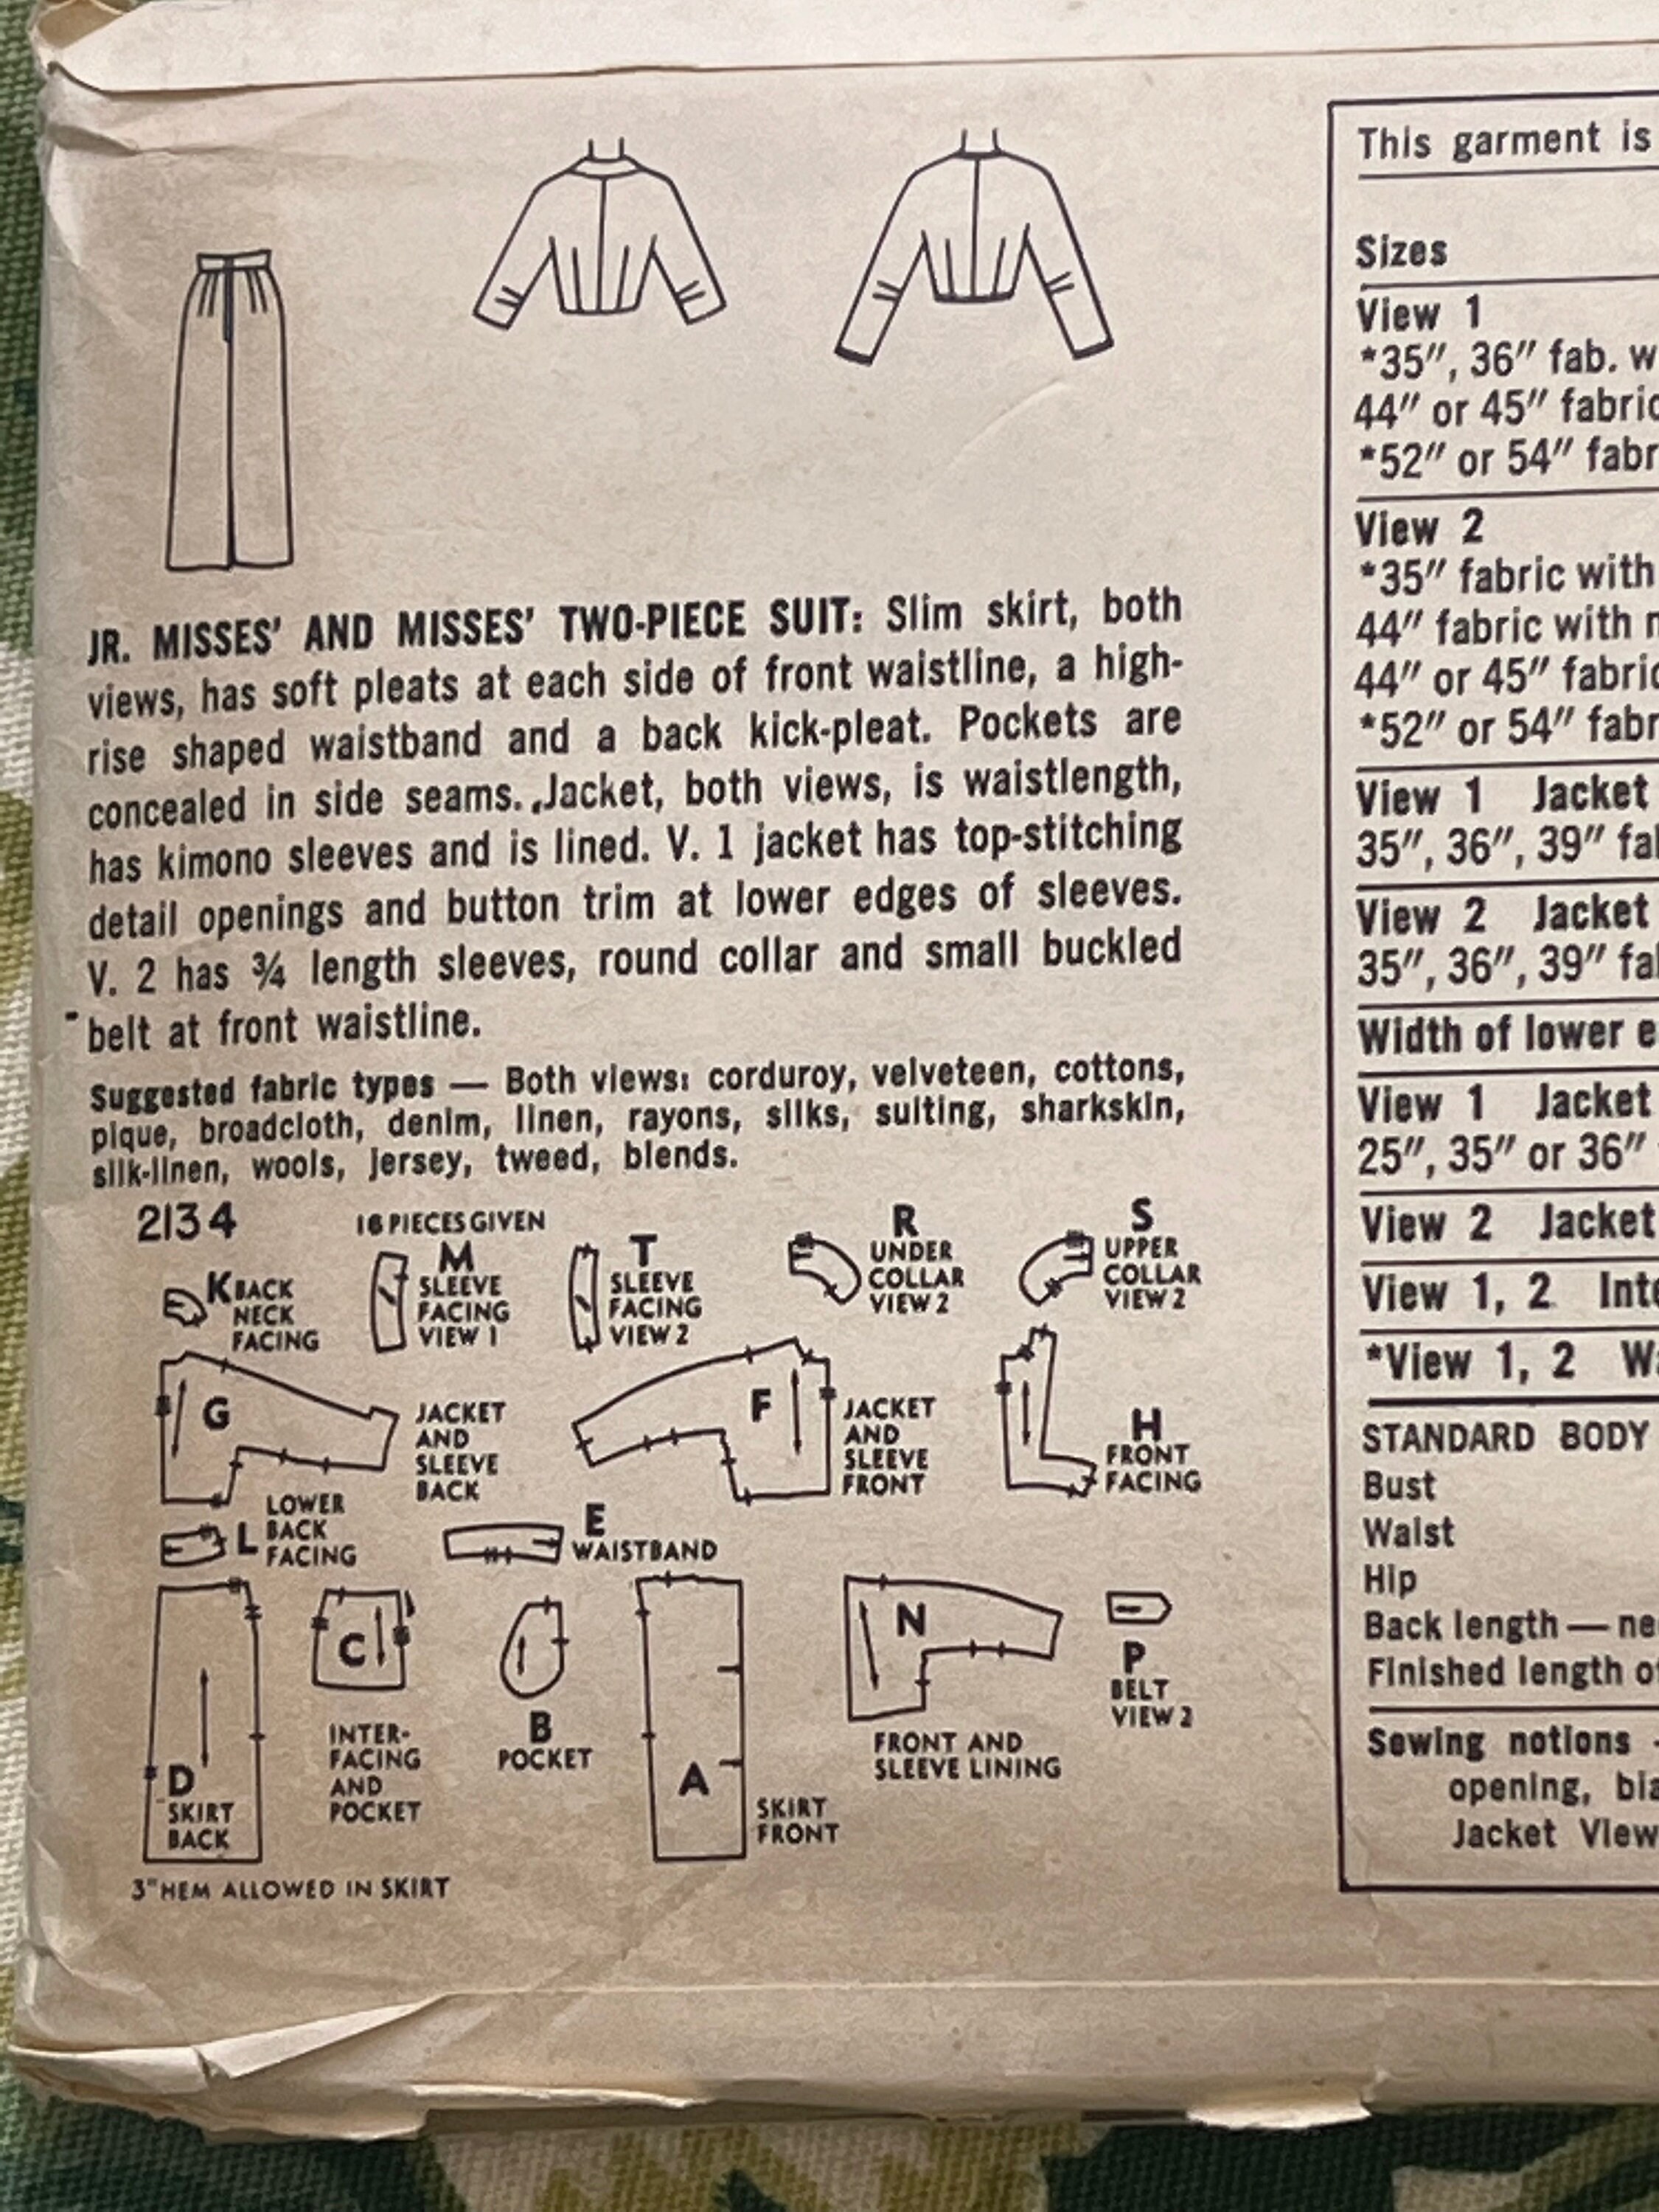 JR. MISSES' AND MISSES' TWO-PIECE SUIT: Slim skirt, both
views, has soft pleats at each side of front waistline, a high-
rise shaped waistband and a back kick-pleat. Pockets are
concealed in side seams. Jacket, both views, is waistlength,
has kimono sleeves and is lined. V. 1 jacket has top-stitching
detail openings and button trim at lower edges of sleeves.
V. 2 has ¾ length sleeves, round collar and small buckled
belt at front waistline.
Suggested fabric types — Both views: corduroy, velveteen, cottons,
pique, broadcloth, denim, linen, rayons, silks, suiting, sharkskin,
silk-linen, wools, jersey, tweed, blends.
2134
16 PIECES GIVEN
K BACK
NECK
FACING
M
SLEEVE
FACING
VIEW 1
T
SLEEVE
FACING
VIEW 2
R
UNDER
COLLAR
VIEW 2
S
UPPER
COLLAR
VIEW 2
G
JACKET
AND
SLEEVE
BACK
F
JACKET
AND
SLEEVE
FRONT
H
FRONT
FACING
L
LOWER
BACK
FACING
E
WAISTBAND
D
SKIRT
BACK
C
INTER-
FACING
AND
POCKET
B
POCKET
A
SKIRT
FRONT
N
FRONT AND
SLEEVE LINING
P
BELT
VIEW 2
3" HEM ALLOWED IN SKIRT
This garment is
Sizes
View 1
*35", 36" fab. w
44" or 45" fabric
*52" or 54" fabr
View 2
*35" fabric with
44" fabric with n
44" or 45" fabric
*52" or 54" fabr
View 1 Jacket
35", 36", 39" fal
View 2 Jacket
35", 36", 39" fal
Width of lower e
View 1 Jacket
25", 35" or 36"
View 2 Jacket
View 1, 2 Inte
*View 1, 2 Wa
STANDARD BODY
Bust
Waist
Hip
Back length — ne
Finished length of
Sewing notions -
opening, bia
Jacket View